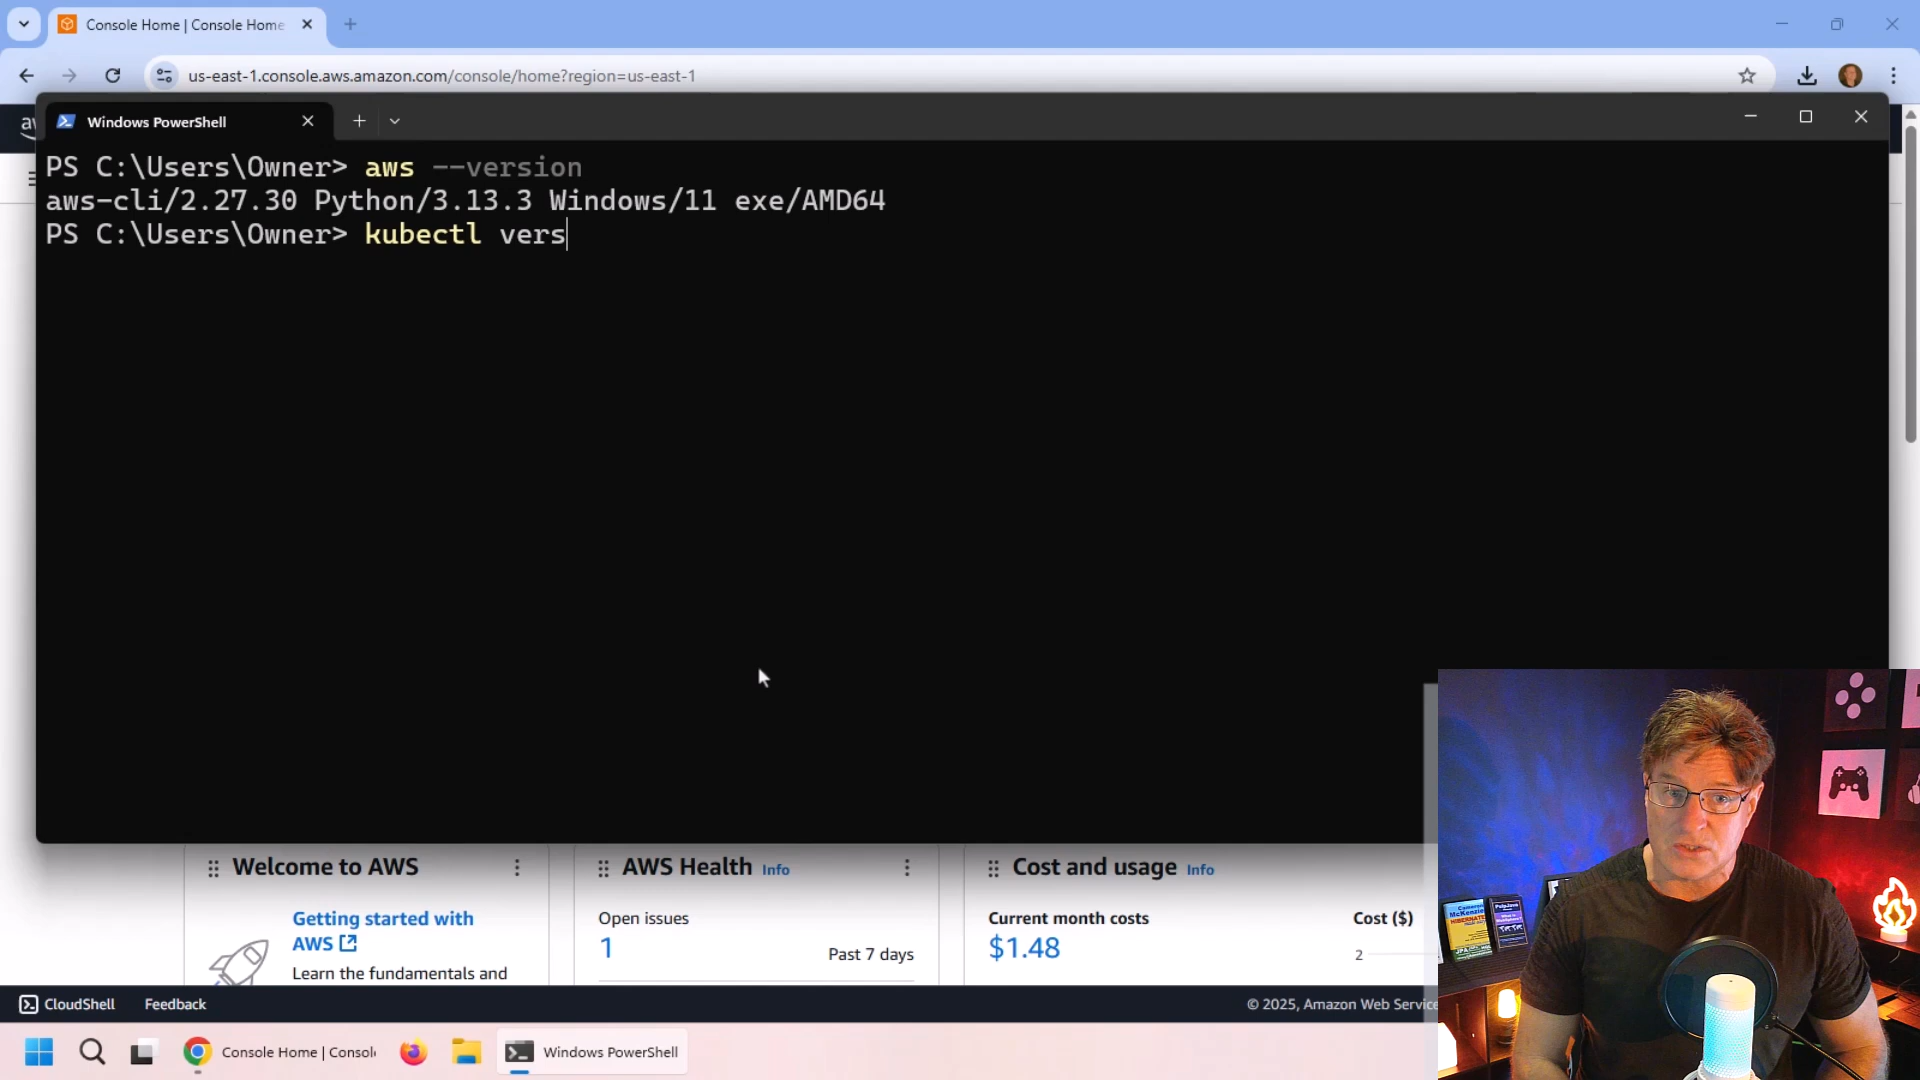 Console Home | Console Home
us-east-1.console.aws.amazon.com/console/home?region=us-east-1
Windows PowerShell
PS C:\Users\Owner> aws --version
aws-cli/2.27.30 Python/3.13.3 Windows/11 exe/AMD64
PS C:\Users\Owner> kubectl vers
Welcome to AWS
Getting started with
AWS
Learn the fundamentals and
AWS Health Info
Open issues
1
Past 7 days
Cost and usage Info
Current month costs
$1.48
Cost ($)
2
Cameron
McKenzie
HIBERNATE
CloudShell
Feedback
© 2025, Amazon Web Service
Console Home | Consol
Windows PowerShell